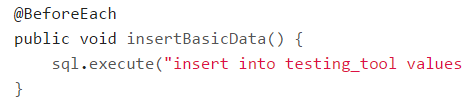 @BeforeEach
public void insertBasicData() {
    sql.execute("insert into testing_tool values
}